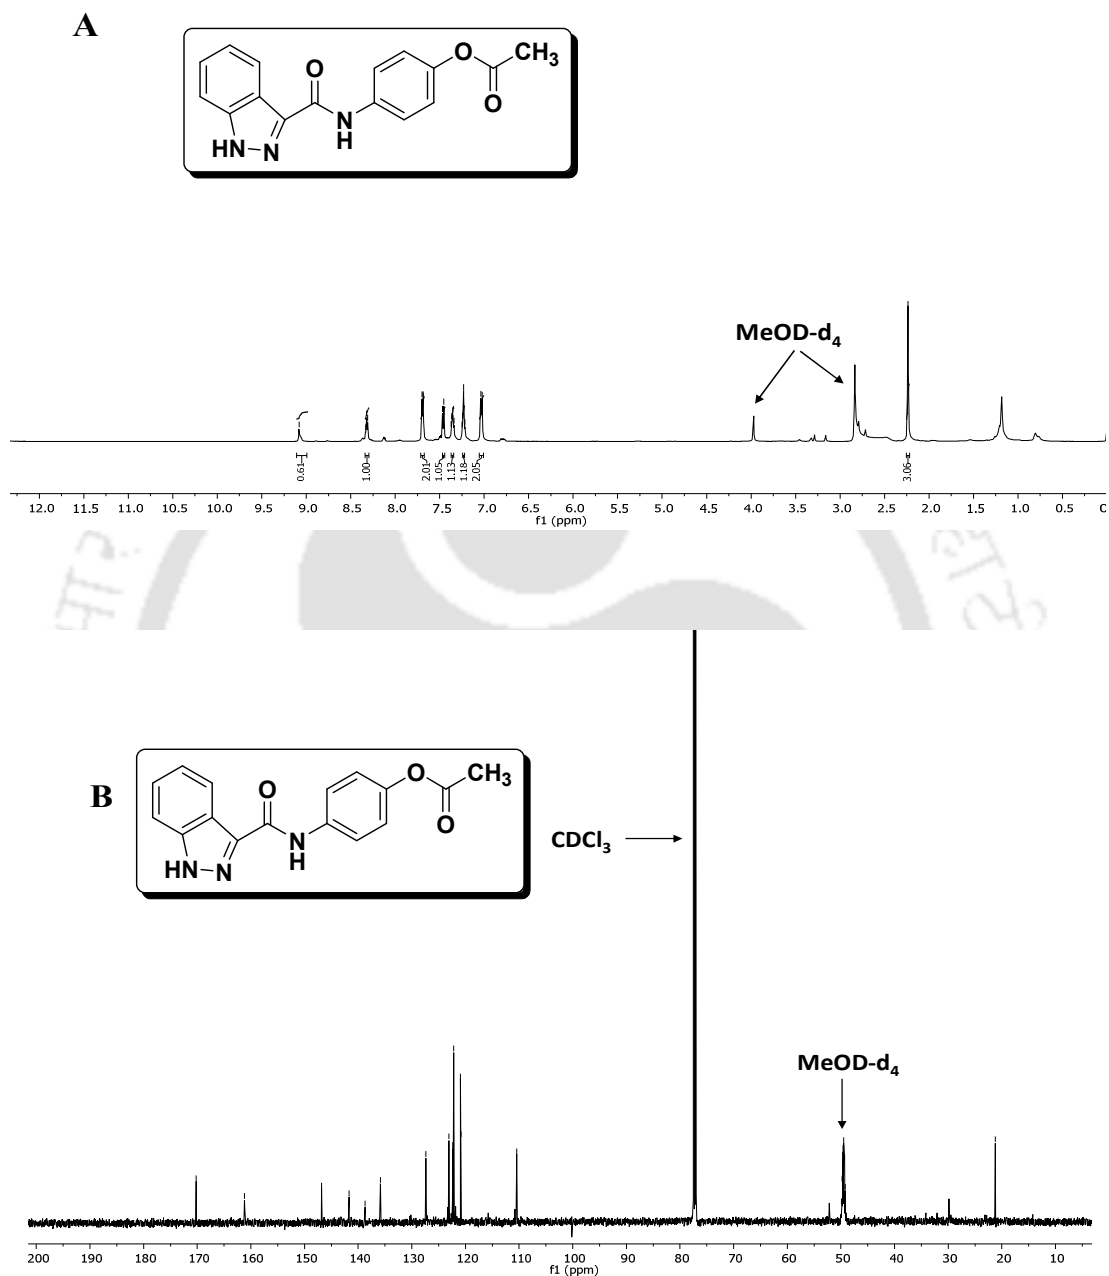 A
O CH₃
O O
N
H
HN N
MeOD-d₄
0.61 1.00 2.01 1.05 1.13 1.18 2.05 3.06
12.0 11.5 11.0 10.5 10.0 9.5 9.0 8.5 8.0 7.5 7.0 6.5 6.0 5.5 5.0 4.5 4.0 3.5 3.0 2.5 2.0 1.5 1.0 0.5 0
f1 (ppm)
B
O CH₃
O O
N
H
HN N
CDCl₃
MeOD-d₄
200 190 180 170 160 150 140 130 120 110 100 90 80 70 60 50 40 30 20 10
f1 (ppm)